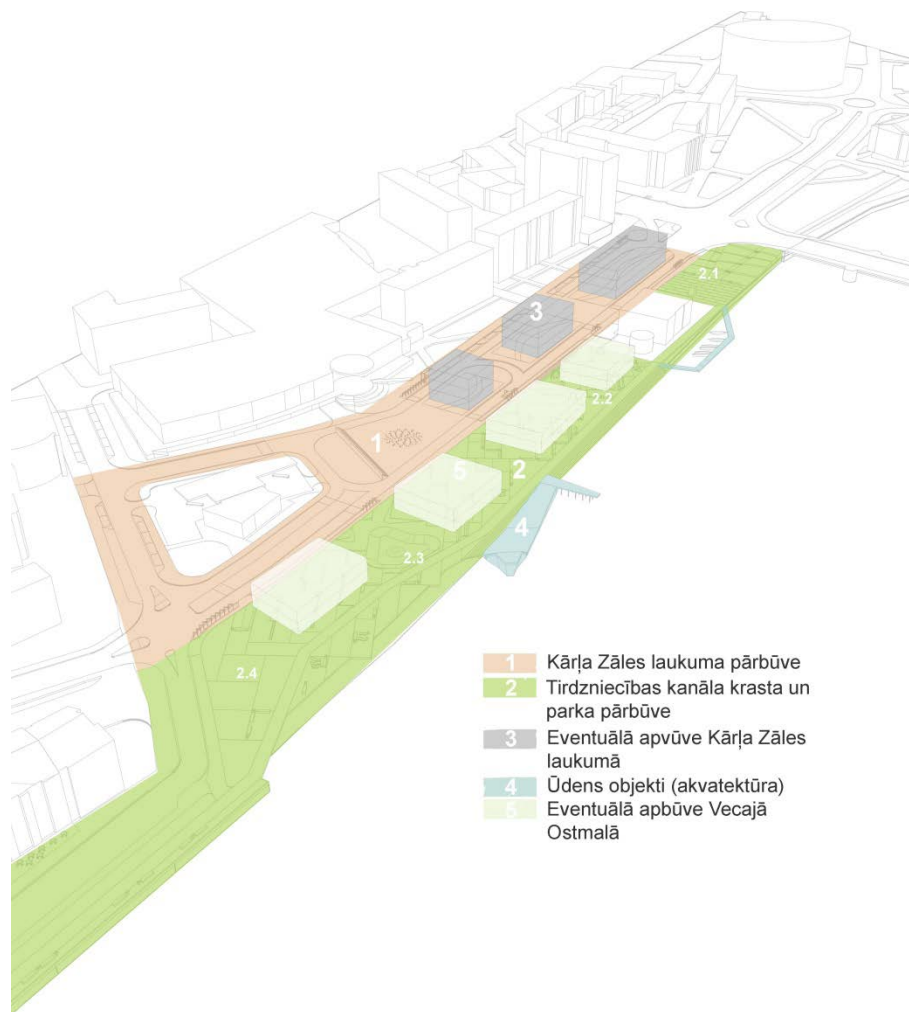 2.1
3
2.2
1
5
2
4
2.3
2.4
1 Kārļa Zāles laukuma pārbūve
2 Tirdzniecības kanāla krasta un
parka pārbūve
3 Eventuālā apvūve Kārļa Zāles
laukumā
4 Ūdens objekti (akvatektūra)
5 Eventuālā apbūve Vecajā
Ostmalā